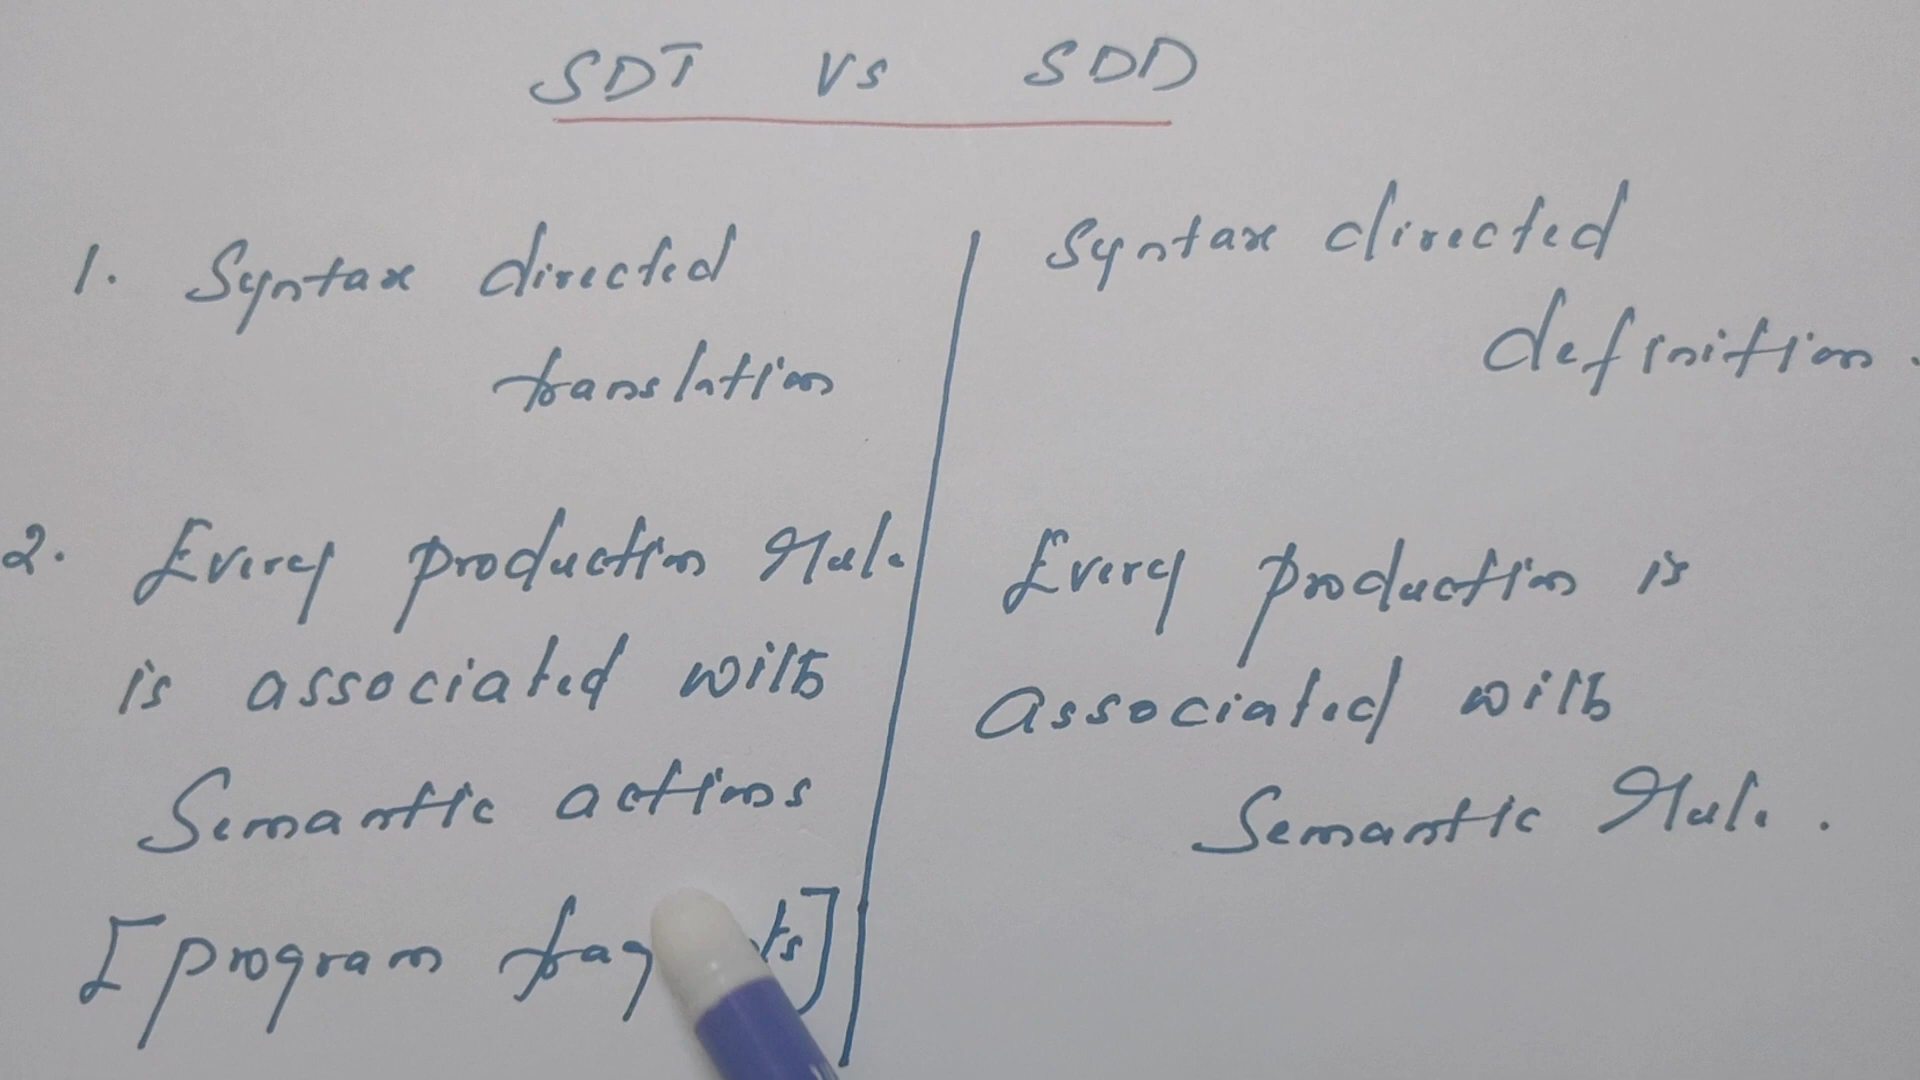 SDT vs SDD
1. Syntax directed
translation
Syntax directed
definition.
2. Every production rule
is associated with
Semantic actions
[program
Every production is
associated with
Semantic rule.